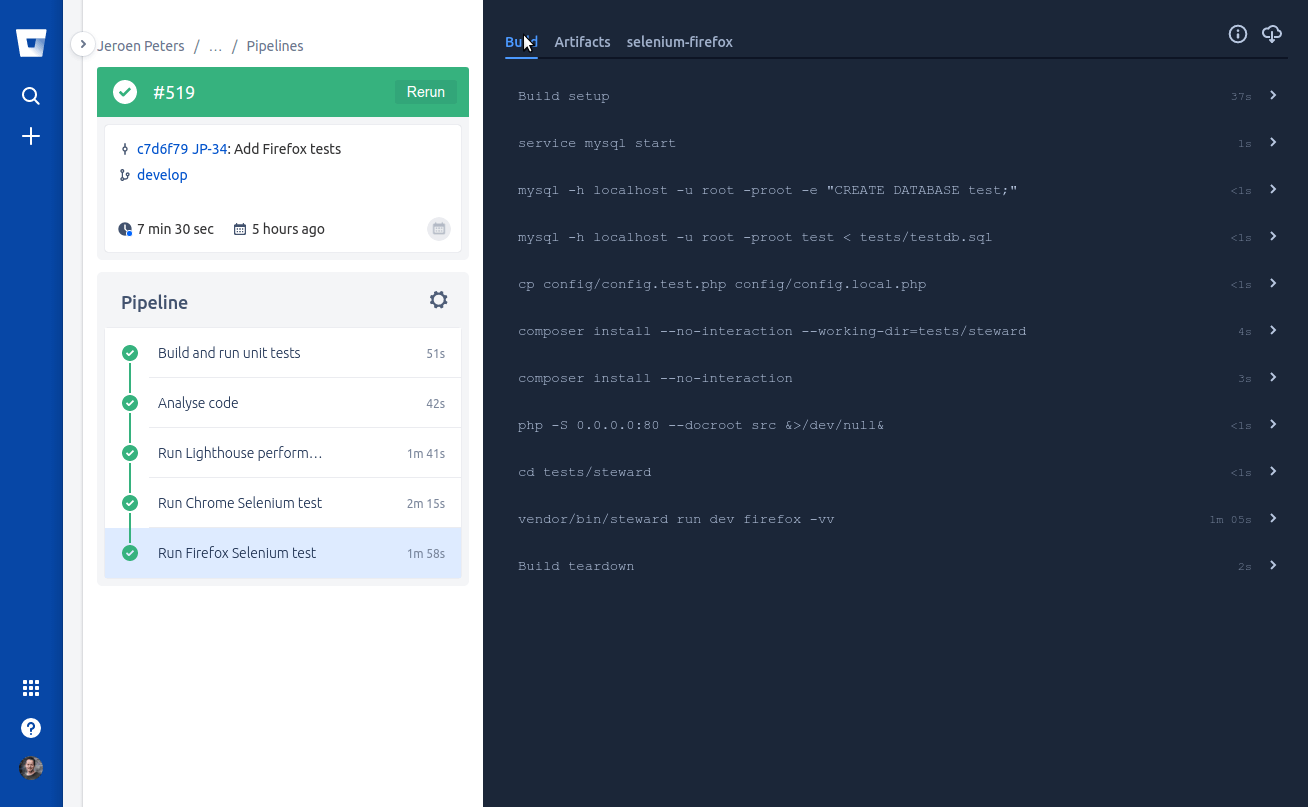 Jeroen Peters / ... / Pipelines
#519 Rerun
c7d6f79 JP-34: Add Firefox tests
develop
7 min 30 sec 5 hours ago
Pipeline
Build and run unit tests 51s
Analyse code 42s
Run Lighthouse perform... 1m 41s
Run Chrome Selenium test 2m 15s
Run Firefox Selenium test 1m 58s
Build Artifacts selenium-firefox
Build setup 37s
service mysql start 1s
mysql -h localhost -u root -proot -e "CREATE DATABASE test;" <1s
mysql -h localhost -u root -proot test < tests/testdb.sql <1s
cp config/config.test.php config/config.local.php <1s
composer install --no-interaction --working-dir=tests/steward 4s
composer install --no-interaction 3s
php -S 0.0.0.0:80 --docroot src &>/dev/null& <1s
cd tests/steward <1s
vendor/bin/steward run dev firefox -vv 1m 05s
Build teardown 2s